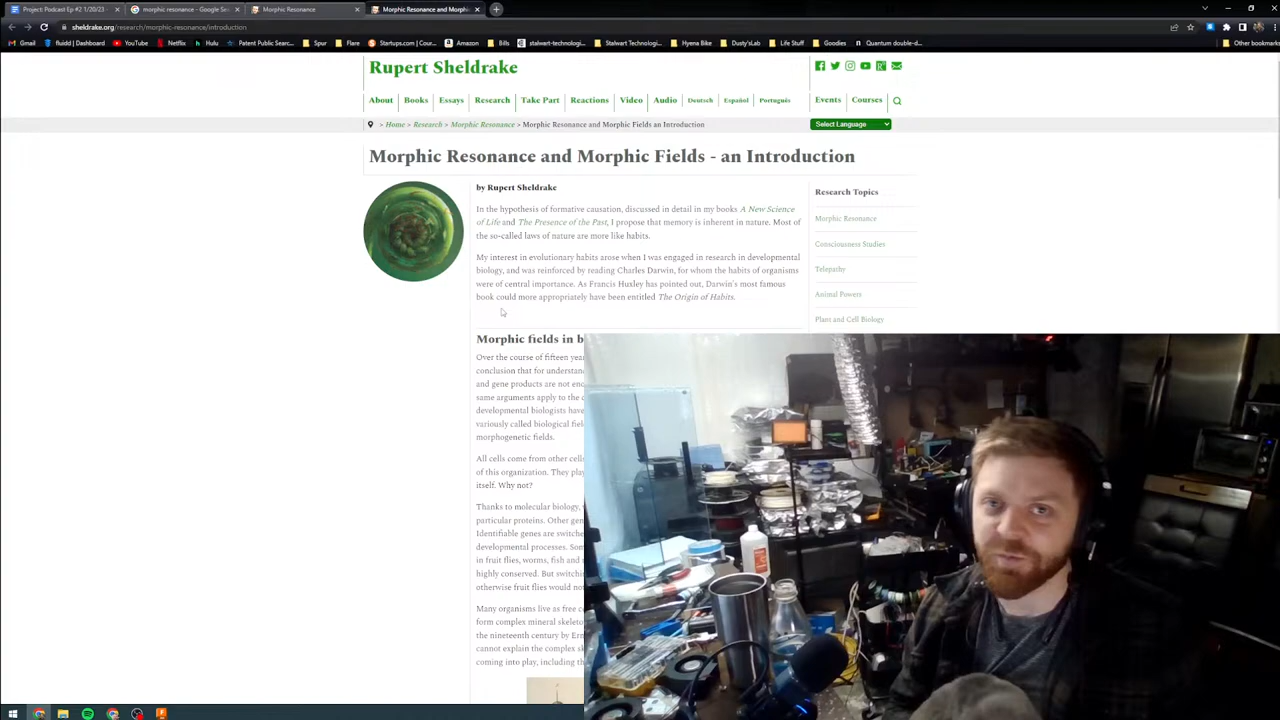 Project: Podcast Ep #2 1/20/23 -
morphic resonance - Google Se
Morphic Resonance
Morphic Resonance and Morphi
sheldrake.org/research/morphic-resonance/introduction
Gmail
fluidd | Dashboard
YouTube
Netflix
Hulu
Patent Public Searc...
Spur
Flare
Startups.com | Cour...
Amazon
Bills
stalwart-technologi...
Stalwart Technologi...
Hyena Bike
Dusty'sLab
Life Stuff
Goodies
Quantum double-d...
Other bookmarks
Rupert Sheldrake
About
Books
Essays
Research
Take Part
Reactions
Video
Audio
Deutsch
Español
Português
Events
Courses
> Home > Research > Morphic Resonance > Morphic Resonance and Morphic Fields an Introduction
Select Language
Morphic Resonance and Morphic Fields - an Introduction
by Rupert Sheldrake
In the hypothesis of formative causation, discussed in detail in my books A New Science
of Life and The Presence of the Past, I propose that memory is inherent in nature. Most of
the so-called laws of nature are more like habits.
My interest in evolutionary habits arose when I was engaged in research in developmental
biology, and was reinforced by reading Charles Darwin, for whom the habits of organisms
were of central importance. As Francis Huxley has pointed out, Darwin's most famous
book could more appropriately have been entitled The Origin of Habits.
Research Topics
Morphic Resonance
Consciousness Studies
Telepathy
Animal Powers
Plant and Cell Biology
Morphic fields in b
Over the course of fifteen year
conclusion that for understan
and gene products are not en
same arguments apply to the
developmental biologists have
variously called biological fiel
morphogenetic fields.
All cells come from other cells
of this organization. They play
itself. Why not?
Thanks to molecular biology,
particular proteins. Other gen
Identifiable genes are switche
developmental processes. Som
in fruit flies, worms, fish and
highly conserved. But switchi
otherwise fruit flies would no
Many organisms live as free c
form complex mineral skeleto
the nineteenth century by Ern
cannot explain the complex sk
coming into play, including th